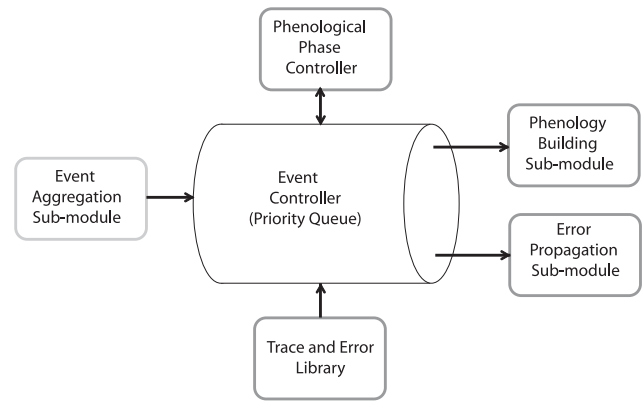 Phenological
Phase
Controller
Event
Aggregation
Sub-module
Event
Controller
(Priority Queue)
Phenology
Building
Sub-module
Error
Propagation
Sub-module
Trace and Error
Library